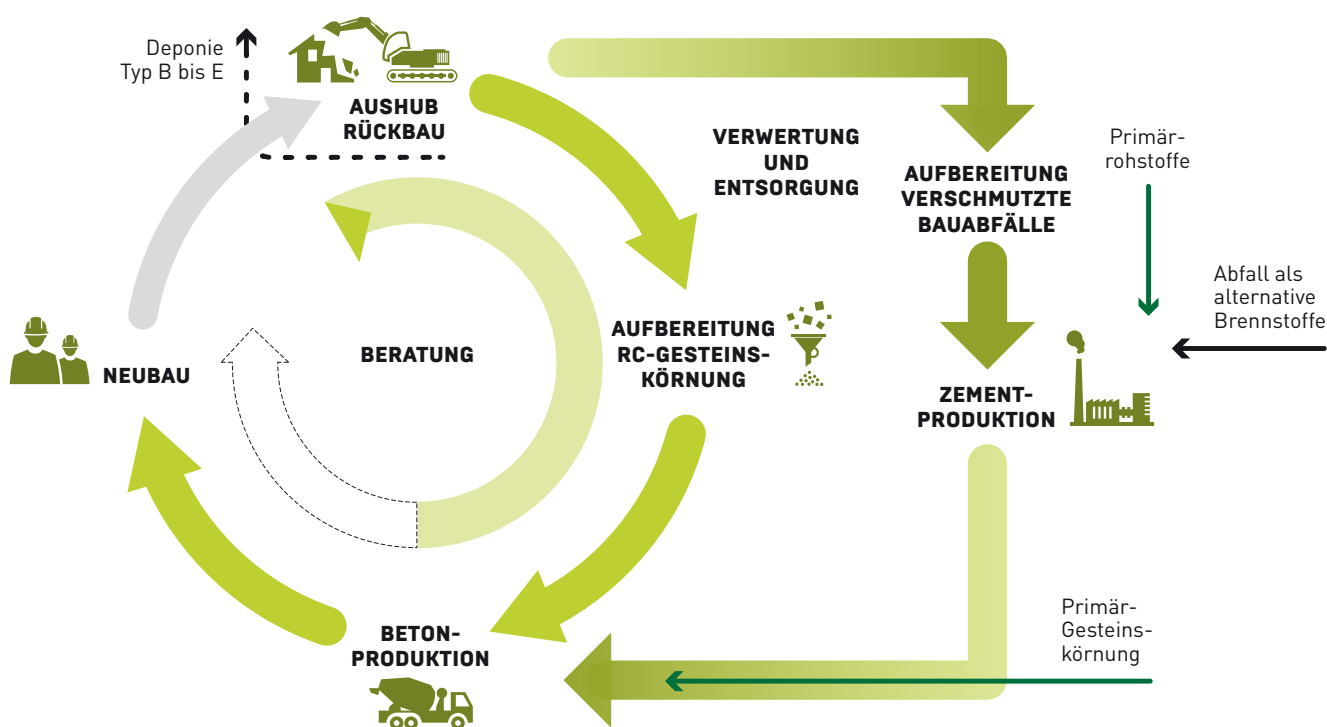 Deponie
Typ B bis E
AUSHUB
RÜCKBAU
VERWERTUNG
UND
ENTSORGUNG
AUFBEREITUNG
VERSCHMUTZTE
BAUABFÄLLE
Primär-
rohstoffe
Abfall als
alternative
Brennstoffe
NEUBAU
BERATUNG
AUFBEREITUNG
RC-GESTEINS-
KÖRNUNG
ZEMENT-
PRODUKTION
BETON-
PRODUKTION
Primär-
Gesteins-
körnung